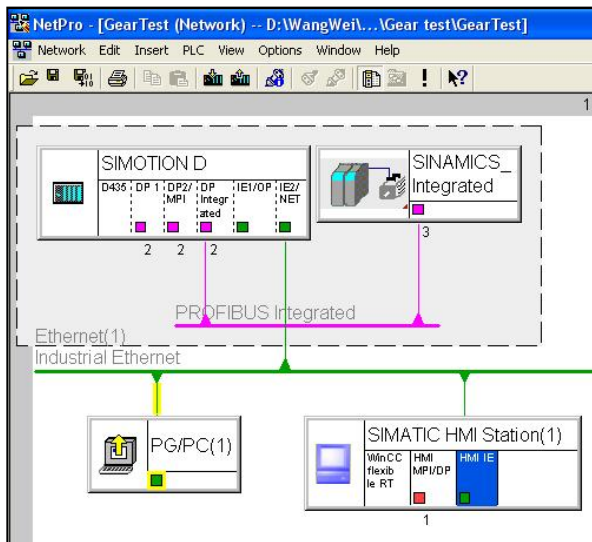 NetPro - [GearTest (Network) -- D:\WangWei\...\Gear test\GearTest]
Network Edit Insert PLC View Options Window Help
1
SIMOTION D
D435 DP 1 DP2/ MPI DP Integr ated IE1/OP IE2/ NET
2 2 2
SINAMICS_
Integrated
3
PROFIBUS Integrated
Ethernet(1)
Industrial Ethernet
PG/PC(1)
SIMATIC HMI Station(1)
WinCC flexib le RT HMI MPI/DP HMI IE
1